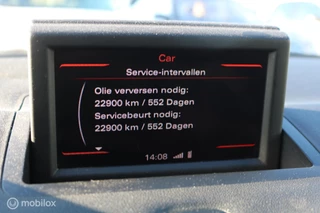 Car
Service-intervallen
Olie verversen nodig:
22900 km / 552 Dagen
Servicebeurt nodig:
22900 km / 552 Dagen
14:08
© mobilox